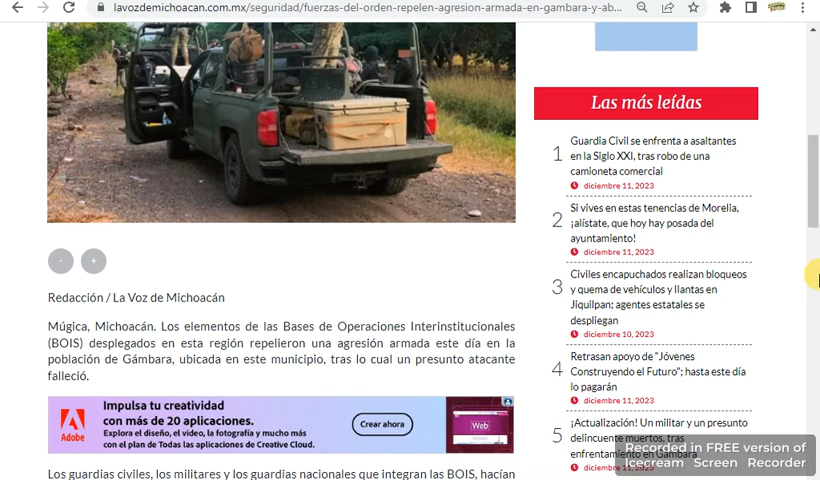 lavozdemichoacan.com.mx/seguridad/fuerzas-del-orden-repelen-agresion-armada-en-gambara-y-ab...
Las más leídas
1
Guardia Civil se enfrenta a asaltantes
en la Siglo XXI, tras robo de una
camioneta comercial
diciembre 11, 2023
2
Si vives en estas tenencias de Morelia,
¡alístate, que hoy hay posada del
ayuntamiento!
diciembre 11, 2023
3
Civiles encapuchados realizan bloqueos
y quema de vehículos y llantas en
Jiquilpan; agentes estatales se
despliegan
diciembre 10, 2023
4
Retrasan apoyo de “Jóvenes
Construyendo el Futuro”; hasta este día
lo pagarán
diciembre 11, 2023
5
¡Actualización! Un militar y un presunto
delincuente muertos, tras
enfrentamiento en Gámbara
diciembre 11, 2023
- +
Redacción / La Voz de Michoacán
Múgica, Michoacán. Los elementos de las Bases de Operaciones Interinstitucionales
(BOIS) desplegados en esta región repelieron una agresión armada este día en la
población de Gámbara, ubicada en este municipio, tras lo cual un presunto atacante
falleció.
Adobe
Impulsa tu creatividad
con más de 20 aplicaciones.
Explora el diseño, el video, la fotografía y mucho más
con el plan de Todas las aplicaciones de Creative Cloud.
Crear ahora
Web
Los guardias civiles, los militares y los guardias nacionales que integran las BOIS, hacían
Recorded in FREE version of
Icecream Screen Recorder